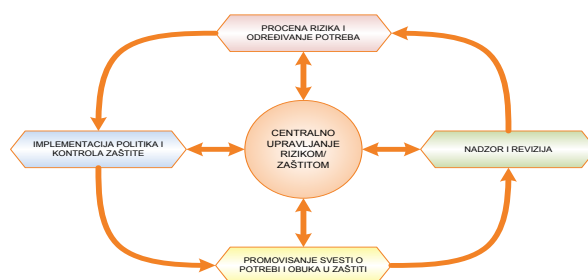 PROCENA RIZIKA I
ODREĐIVANJE POTREBA
IMPLEMENTACIJA POLITIKA I
KONTROLA ZAŠTITE
CENTRALNO
UPRAVLJANJE
RIZIKOM/
ZAŠTITOM
NADZOR I REVIZIJA
PROMOVISANJE SVESTI O
POTREBI I OBUKA U ZAŠTITI